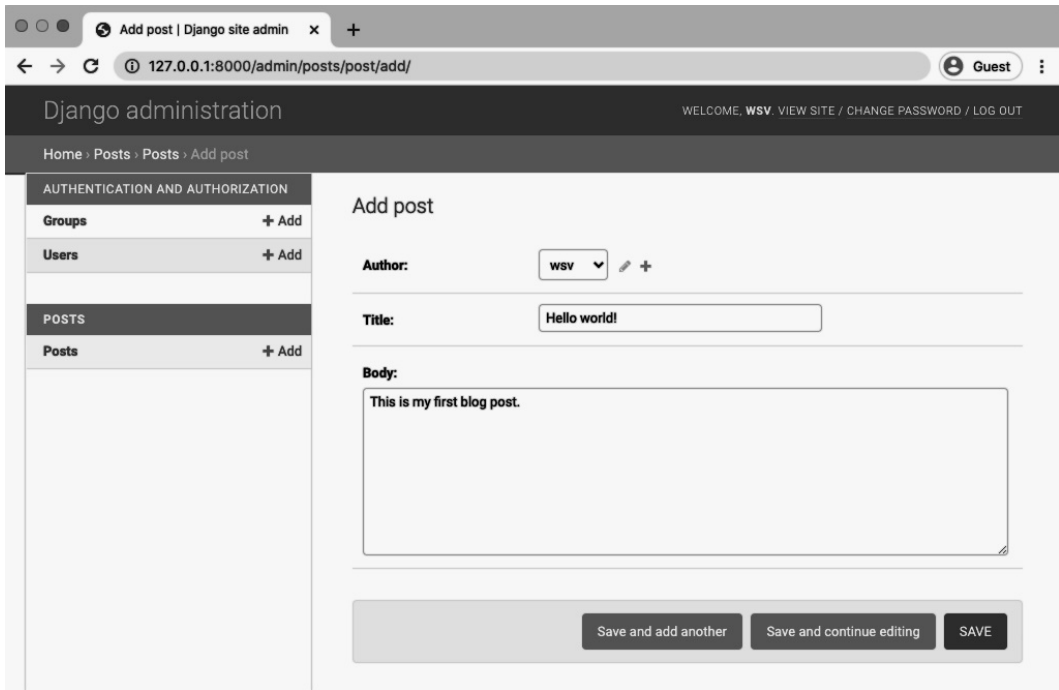 Add post | Django site admin
127.0.0.1:8000/admin/posts/post/add/
Guest
Django administration
WELCOME, WSV. VIEW SITE / CHANGE PASSWORD / LOG OUT
Home › Posts › Posts › Add post
AUTHENTICATION AND AUTHORIZATION
Groups + Add
Users + Add
POSTS
Posts + Add
Add post
Author: wsv
Title: Hello world!
Body:
This is my first blog post.
Save and add another Save and continue editing SAVE